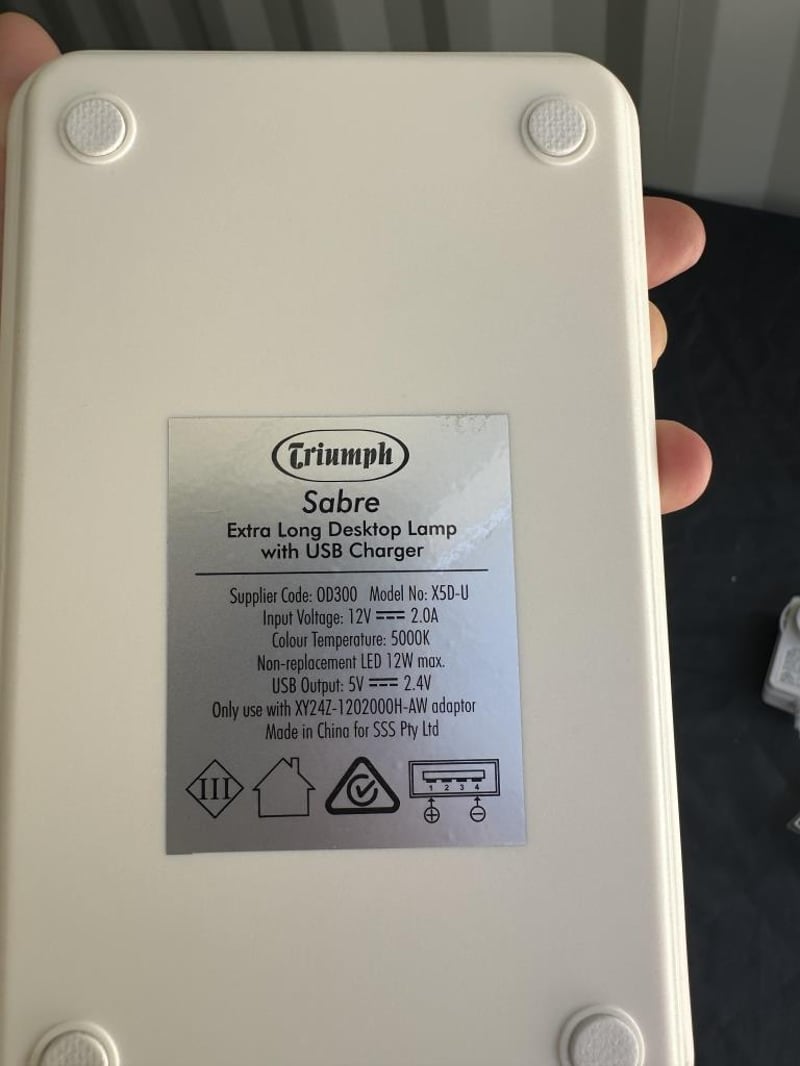 Triumph
Sabre
Extra Long Desktop Lamp
with USB Charger
Supplier Code: OD300 Model No: X5D-U
Input Voltage: 12V ⎓ 2.0A
Colour Temperature: 5000K
Non-replacement LED 12W max.
USB Output: 5V ⎓ 2.4V
Only use with XY24Z-1202000H-AW adaptor
Made in China for SSS Pty Ltd
III
1 2 3 4
+ −